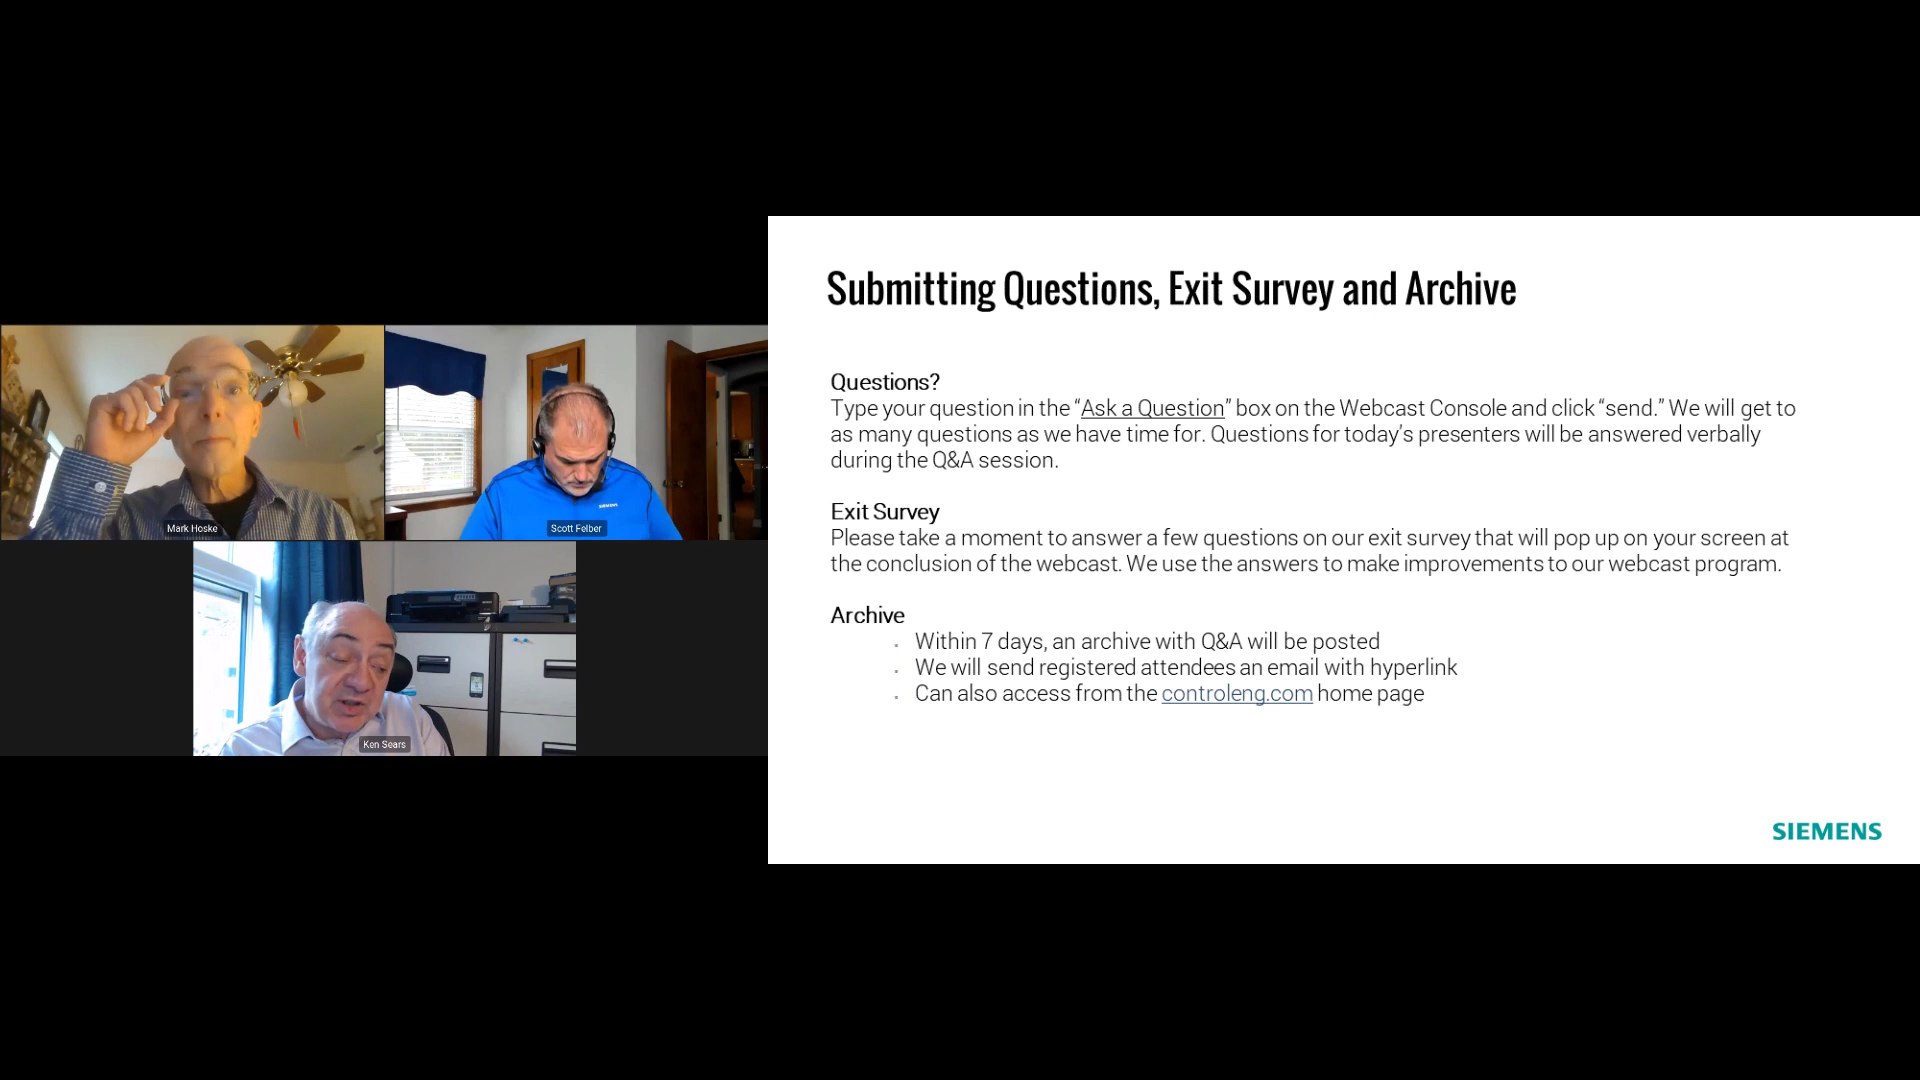 Submitting Questions, Exit Survey and Archive
Questions?
Type your question in the “Ask a Question” box on the Webcast Console and click “send.” We will get to
as many questions as we have time for. Questions for today’s presenters will be answered verbally
during the Q&A session.
Exit Survey
Please take a moment to answer a few questions on our exit survey that will pop up on your screen at
the conclusion of the webcast. We use the answers to make improvements to our webcast program.
Archive
Within 7 days, an archive with Q&A will be posted
We will send registered attendees an email with hyperlink
Can also access from the controleng.com home page
SIEMENS
Mark Hoske
SIEMENS
Scott Felber
Ken Sears